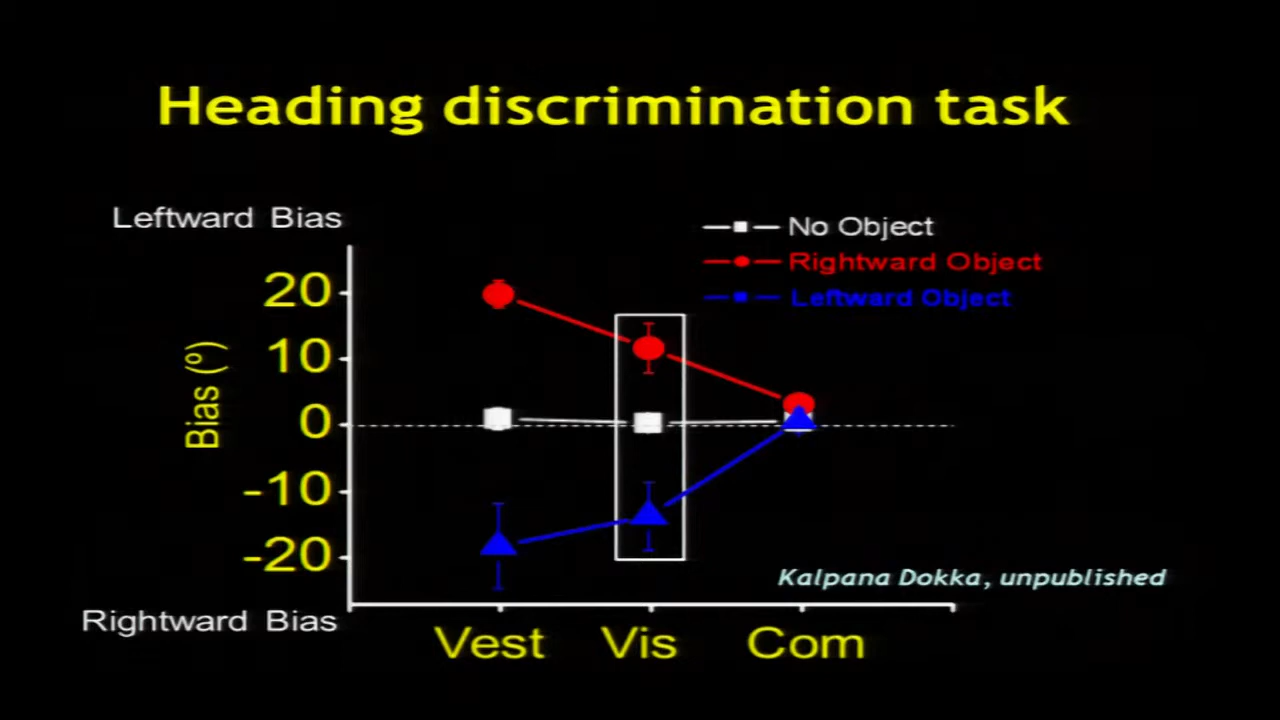 Heading discrimination task
Leftward Bias
No Object
Rightward Object
Leftward Object
20
10
0
-10
-20
Bias (º)
Kalpana Dokka, unpublished
Rightward Bias
Vest Vis Com